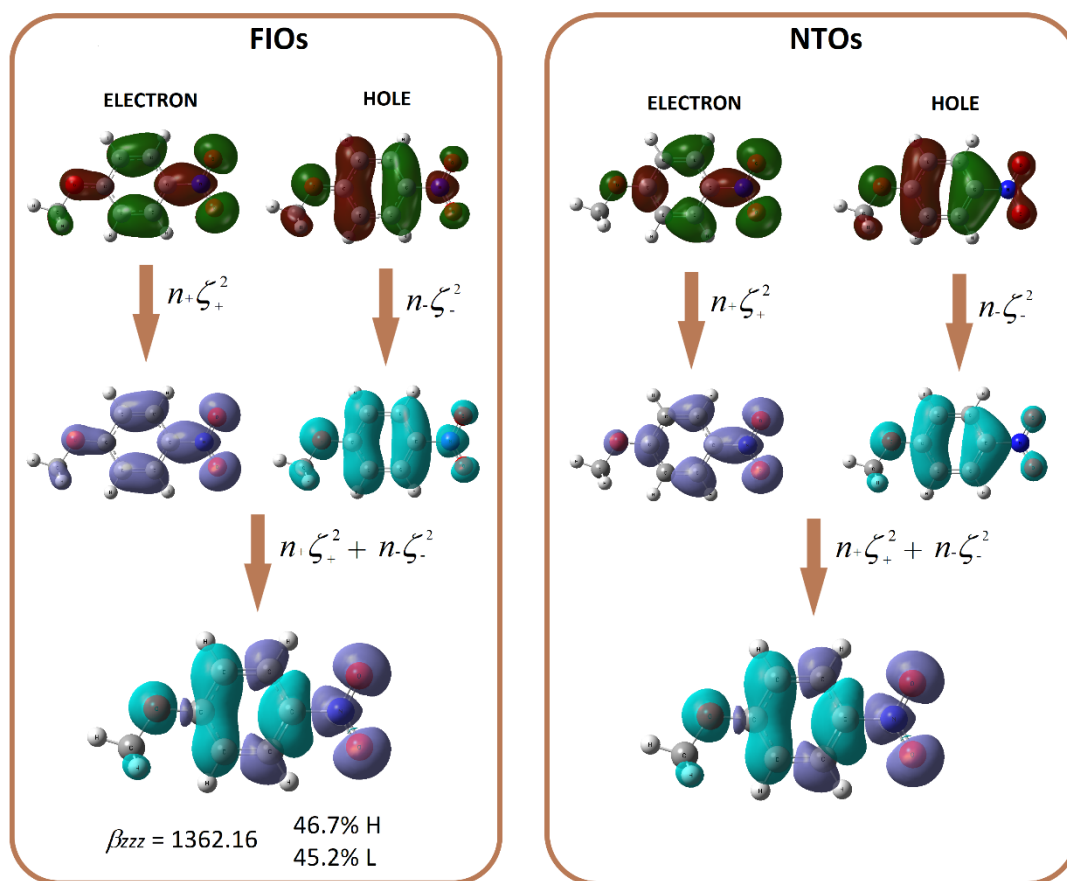 FIOs
ELECTRON HOLE
n₊ζ₊² n₋ζ₋²
n₊ζ₊² + n₋ζ₋²
βzzz = 1362.16
46.7% H
45.2% L
NTOs
ELECTRON HOLE
n₊ζ₊² n₋ζ₋²
n₊ζ₊² + n₋ζ₋²